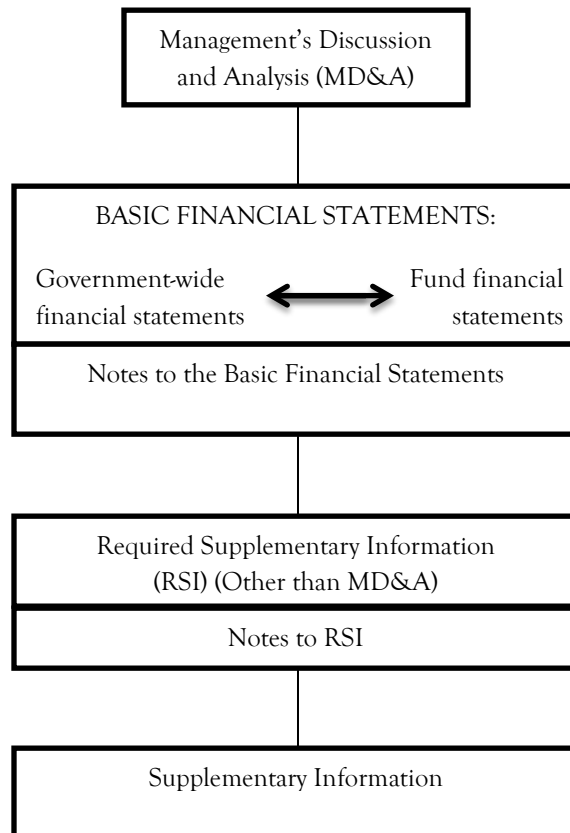 Management’s Discussion
and Analysis (MD&A)
BASIC FINANCIAL STATEMENTS:
Government-wide
financial statements
Fund financial
statements
Notes to the Basic Financial Statements
Required Supplementary Information
(RSI) (Other than MD&A)
Notes to RSI
Supplementary Information